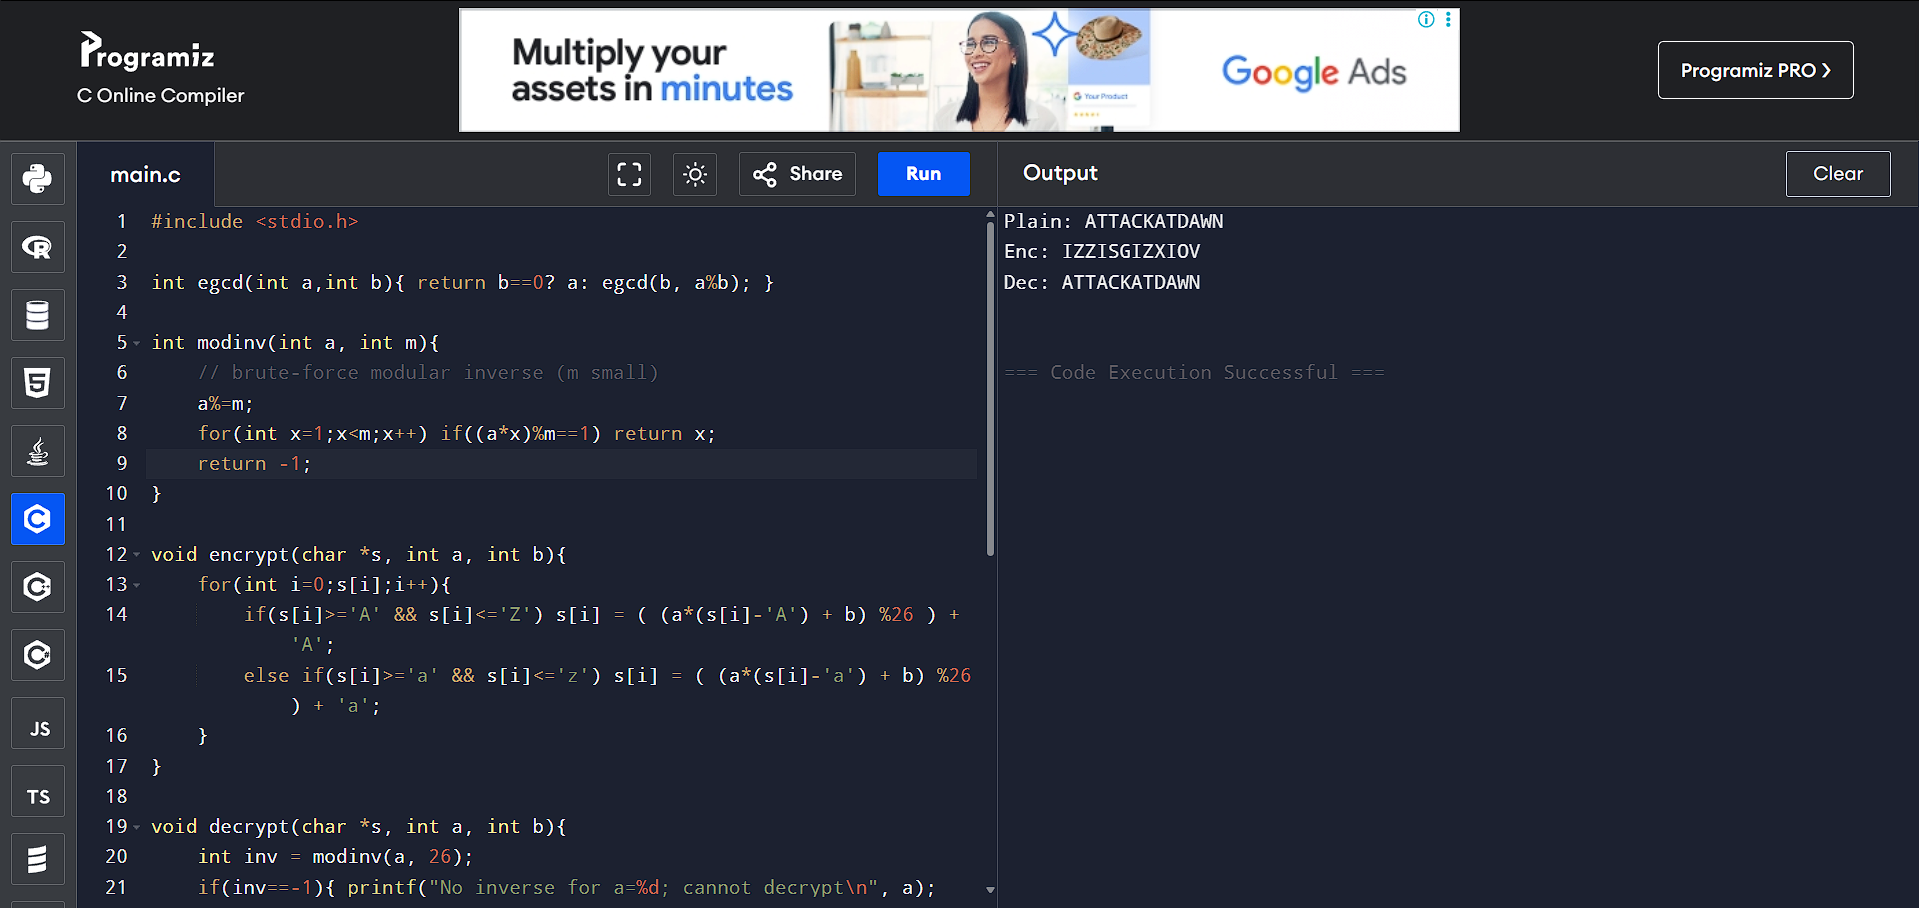 Programiz
C Online Compiler
Multiply your
assets in minutes
Your Product
Google Ads
Programiz PRO ›
main.c
Share
Run
Output
Clear
1 #include <stdio.h>
2
3 int egcd(int a,int b){ return b==0? a: egcd(b, a%b); }
4
5 int modinv(int a, int m){
6 // brute-force modular inverse (m small)
7 a%=m;
8 for(int x=1;x<m;x++) if((a*x)%m==1) return x;
9 return -1;
10 }
11
12 void encrypt(char *s, int a, int b){
13 for(int i=0;s[i];i++){
14 if(s[i]>='A' && s[i]<='Z') s[i] = ( (a*(s[i]-'A') + b) %26 ) +
'A';
15 else if(s[i]>='a' && s[i]<='z') s[i] = ( (a*(s[i]-'a') + b) %26
) + 'a';
16 }
17 }
18
19 void decrypt(char *s, int a, int b){
20 int inv = modinv(a, 26);
21 if(inv==-1){ printf("No inverse for a=%d; cannot decrypt\n", a);
Plain: ATTACKATDAWN
Enc: IZZISGIZXIOV
Dec: ATTACKATDAWN
=== Code Execution Successful ===
R
5
C
C++
C#
JS
TS